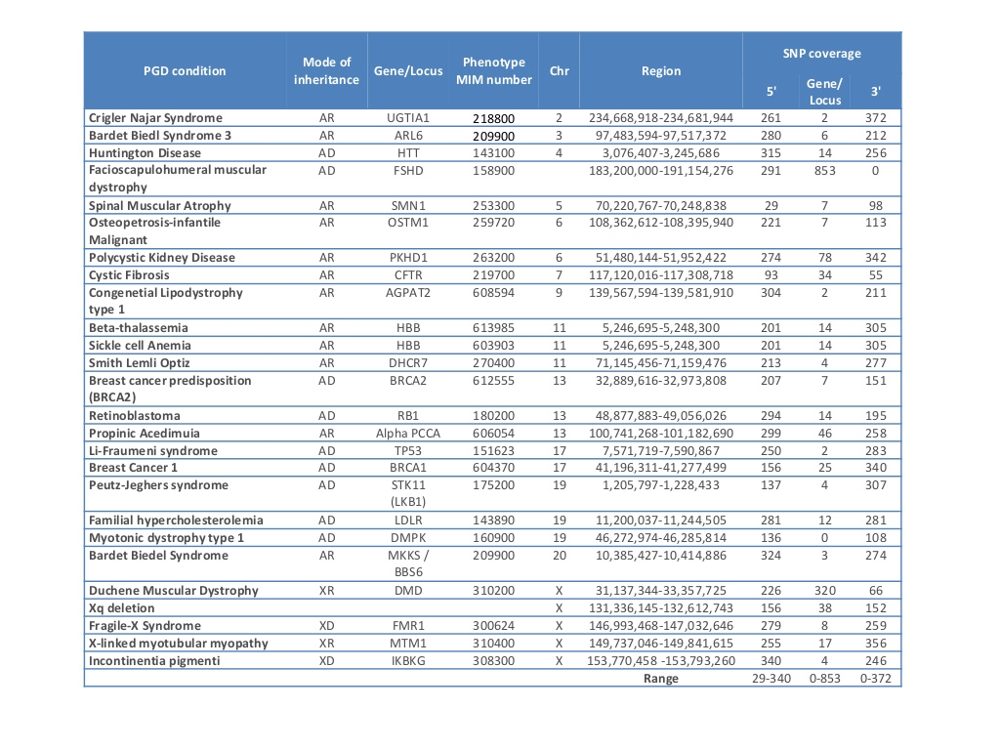 PGD condition Mode of inheritance Gene/Locus Phenotype MIM number Chr Region SNP coverage
5' Gene/ Locus 3'
Crigler Najar Syndrome AR UGTIA1 218800 2 234,668,918-234,681,944 261 2 372
Bardet Biedl Syndrome 3 AR ARL6 209900 3 97,483,594-97,517,372 280 6 212
Huntington Disease AD HTT 143100 4 3,076,407-3,245,686 315 14 256
Facioscapulohumeral muscular AD FSHD 158900 183,200,000-191,154,276 291 853 0
dystrophy
Spinal Muscular Atrophy AR SMN1 253300 5 70,220,767-70,248,838 29 7 98
Osteopetrosis-infantile AR OSTM1 259720 6 108,362,612-108,395,940 221 7 113
Malignant
Polycystic Kidney Disease AR PKHD1 263200 6 51,480,144-51,952,422 274 78 342
Cystic Fibrosis AR CFTR 219700 7 117,120,016-117,308,718 93 34 55
Congenetial Lipodystrophy AR AGPAT2 608594 9 139,567,594-139,581,910 304 2 211
type 1
Beta-thalassemia AR HBB 613985 11 5,246,695-5,248,300 201 14 305
Sickle cell Anemia AR HBB 603903 11 5,246,695-5,248,300 201 14 305
Smith Lemli Optiz AR DHCR7 270400 11 71,145,456-71,159,476 213 4 277
Breast cancer predisposition AD BRCA2 612555 13 32,889,616-32,973,808 207 7 151
(BRCA2)
Retinoblastoma AD RB1 180200 13 48,877,883-49,056,026 294 14 195
Propinic Acedimuia AR Alpha PCCA 606054 13 100,741,268-101,182,690 299 46 258
Li-Fraumeni syndrome AD TP53 151623 17 7,571,719-7,590,867 250 2 283
Breast Cancer 1 AD BRCA1 604370 17 41,196,311-41,277,499 156 25 340
Peutz-Jeghers syndrome AD STK11 175200 19 1,205,797-1,228,433 137 4 307
(LKB1)
Familial hypercholesterolemia AD LDLR 143890 19 11,200,037-11,244,505 281 12 281
Myotonic dystrophy type 1 AD DMPK 160900 19 46,272,974-46,285,814 136 0 108
Bardet Biedel Syndrome AR MKKS / 209900 20 10,385,427-10,414,886 324 3 274
BBS6
Duchene Muscular Dystrophy XR DMD 310200 X 31,137,344-33,357,725 226 320 66
Xq deletion X 131,336,145-132,612,743 156 38 152
Fragile-X Syndrome XD FMR1 300624 X 146,993,468-147,032,646 279 8 259
X-linked myotubular myopathy XR MTM1 310400 X 149,737,046-149,841,615 255 17 356
Incontinentia pigmenti XD IKBKG 308300 X 153,770,458 -153,793,260 340 4 246
Range 29-340 0-853 0-372